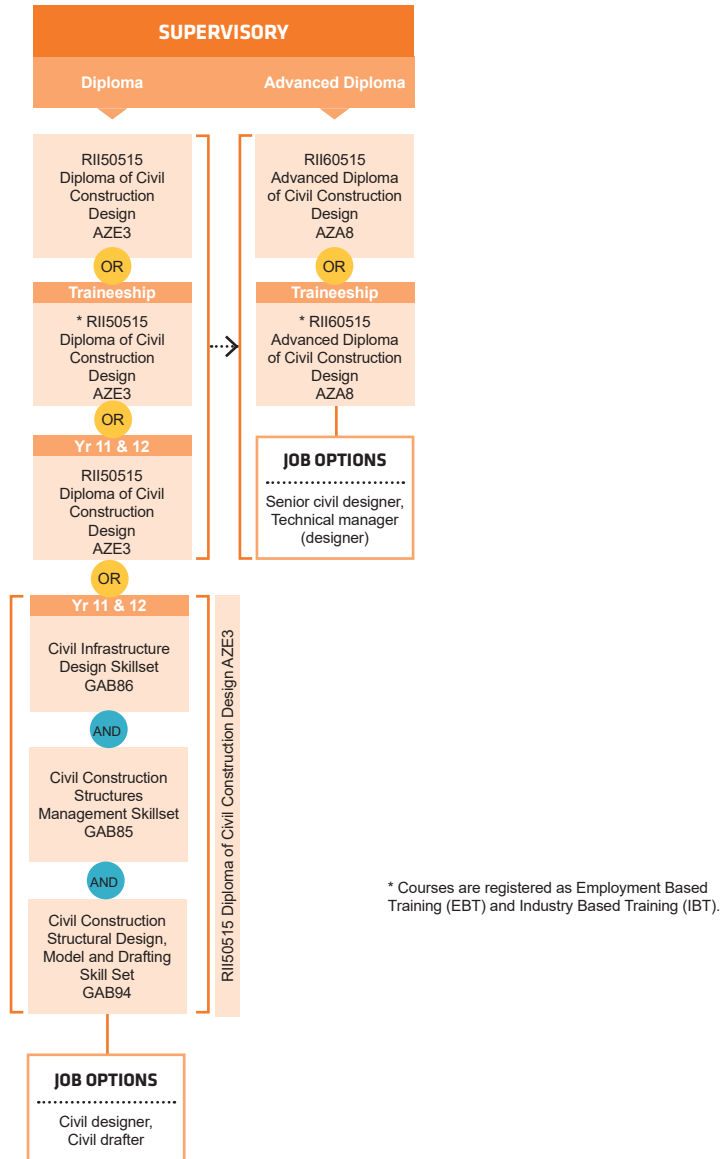 SUPERVISORY
Diploma
Advanced Diploma
RII50515
Diploma of Civil
Construction
Design
AZE3
OR
Traineeship
* RII50515
Diploma of Civil
Construction
Design
AZE3
OR
Yr 11 & 12
RII50515
Diploma of Civil
Construction
Design
AZE3
OR
Yr 11 & 12
Civil Infrastructure
Design Skillset
GAB86
AND
Civil Construction
Structures
Management Skillset
GAB85
AND
Civil Construction
Structural Design,
Model and Drafting
Skill Set
GAB94
RII50515 Diploma of Civil Construction Design AZE3
JOB OPTIONS
Civil designer,
Civil drafter
RII60515
Advanced Diploma
of Civil Construction
Design
AZA8
OR
Traineeship
* RII60515
Advanced Diploma
of Civil Construction
Design
AZA8
JOB OPTIONS
Senior civil designer,
Technical manager
(designer)
* Courses are registered as Employment Based
Training (EBT) and Industry Based Training (IBT).